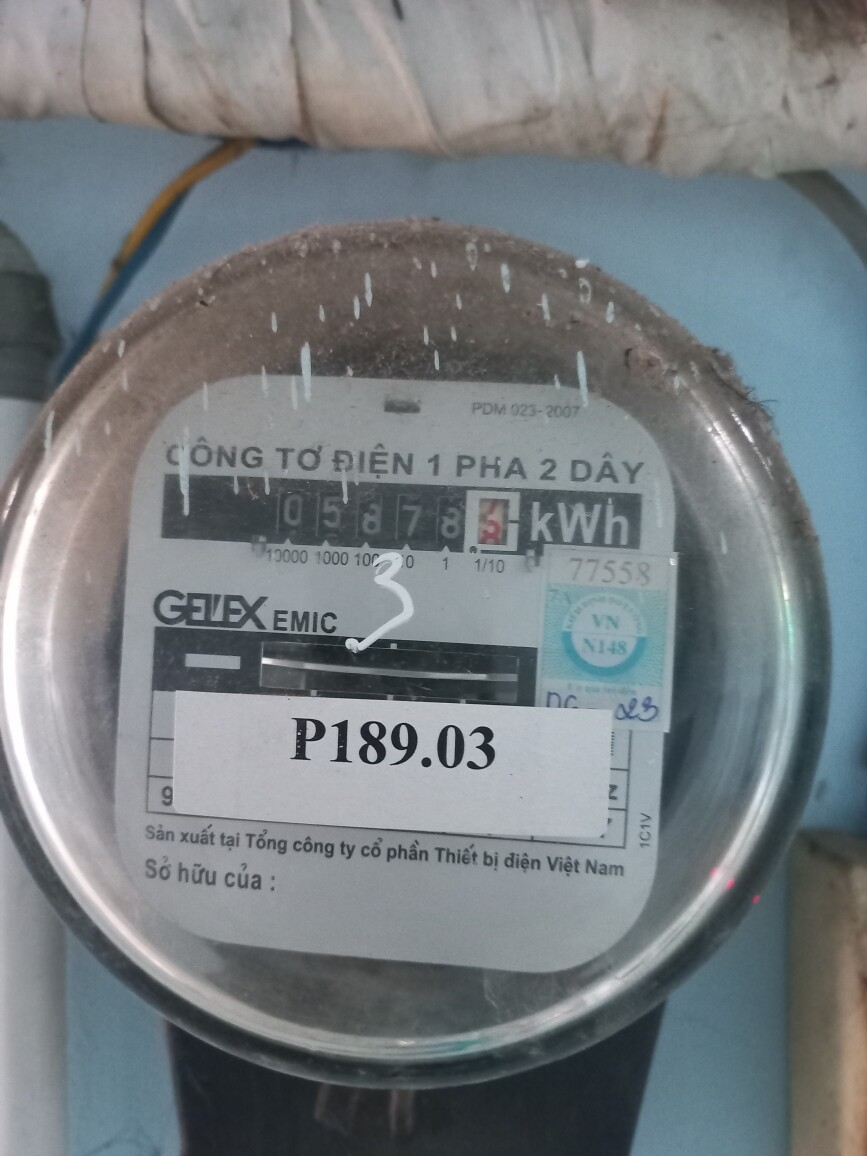 PDM 023-2007
CÔNG TƠ ĐIỆN 1 PHA 2 DÂY
0 5 8 7 8 kWh
10000 1000 100 10 1 1/10
77558
GELEX EMIC
3
VN
N148
23
P189.03
Sản xuất tại Tổng công ty cổ phần Thiết bị điện Việt Nam
1C1V
Sở hữu của :